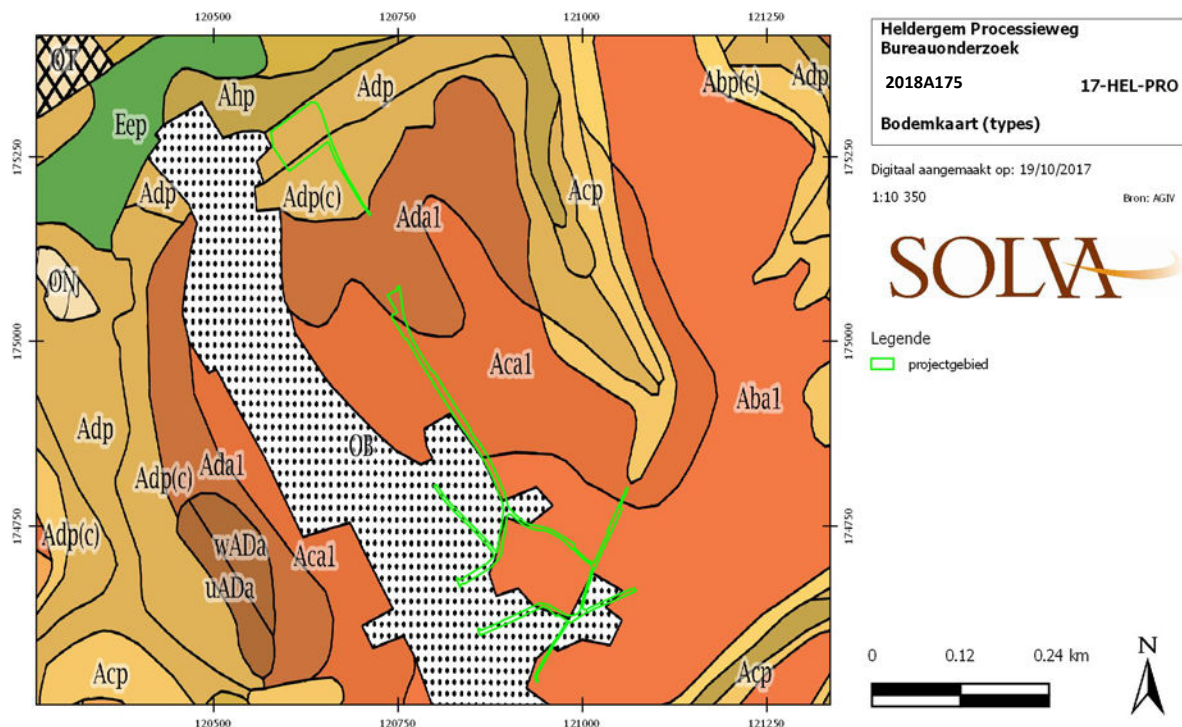 120500 120750 121000 121250
Heldergem Processieweg
Bureauonderzoek
2018A175 17-HEL-PRO
Bodemkaart (types)
Digitaal aangemaakt op: 19/10/2017
1:10 350 Bron: AGIV
SOLVA
Legende
projectgebied
0 0.12 0.24 km
N
175250 175250
175000 175000
174750 174750
OT
Ahp
Adp
Abp(c)
Adp
Eep
Adp
Adp(c)
Acp
Ada1
ON
Aca1
Aba1
Adp
OB
Adp(c)
Ada1
Adp(c)
wADa
Aca1
uADa
Acp
Acp
120500 120750 121000 121250